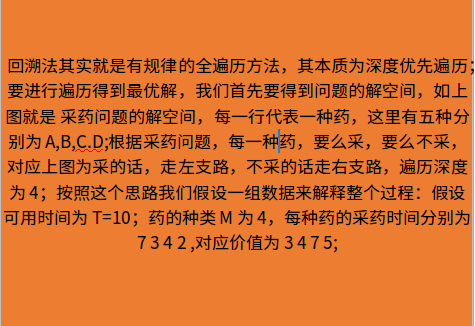 回溯法其实就是有规律的全遍历方法，其本质为深度优先遍历;
要进行遍历得到最优解，我们首先要得到问题的解空间，如上
图就是 采药问题的解空间，每一行代表一种药，这里有五种分
别为 A,B,C.D;根据采药问题，每一种药，要么采，要么不采，
对应上图为采的话，走左支路，不采的话走右支路，遍历深度
为 4；按照这个思路我们假设一组数据来解释整个过程：假设
可用时间为 T=10；药的种类 M 为 4，每种药的采药时间分别为
7 3 4 2 ,对应价值为 3 4 7 5;